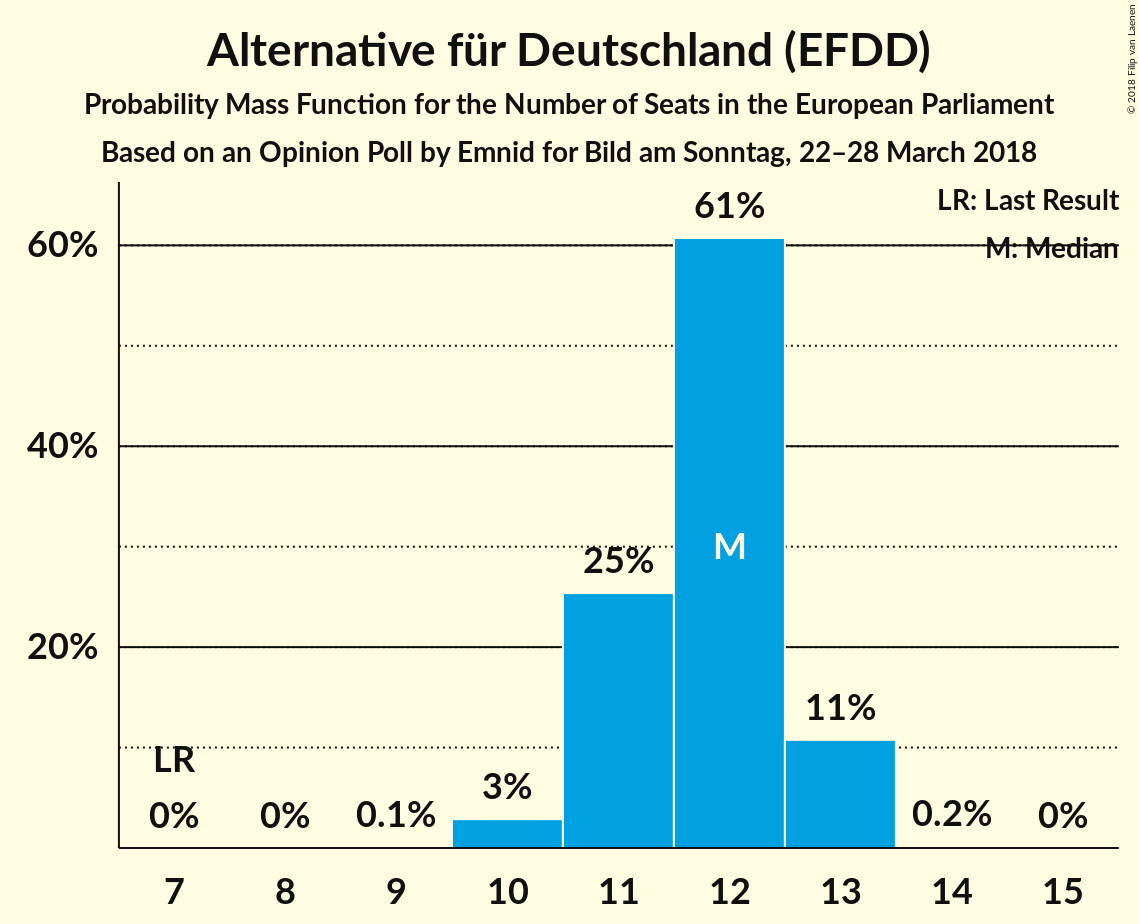 Alternative für Deutschland (EFDD)
Probability Mass Function for the Number of Seats in the European Parliament
Based on an Opinion Poll by Emnid for Bild am Sonntag, 22–28 March 2018
© 2018 Filip van Laenen
LR: Last Result
M: Median
60%
40%
20%
61%
M
25%
11%
LR
3%
0%
0%
0.1%
0.2%
0%
7 8 9 10 11 12 13 14 15